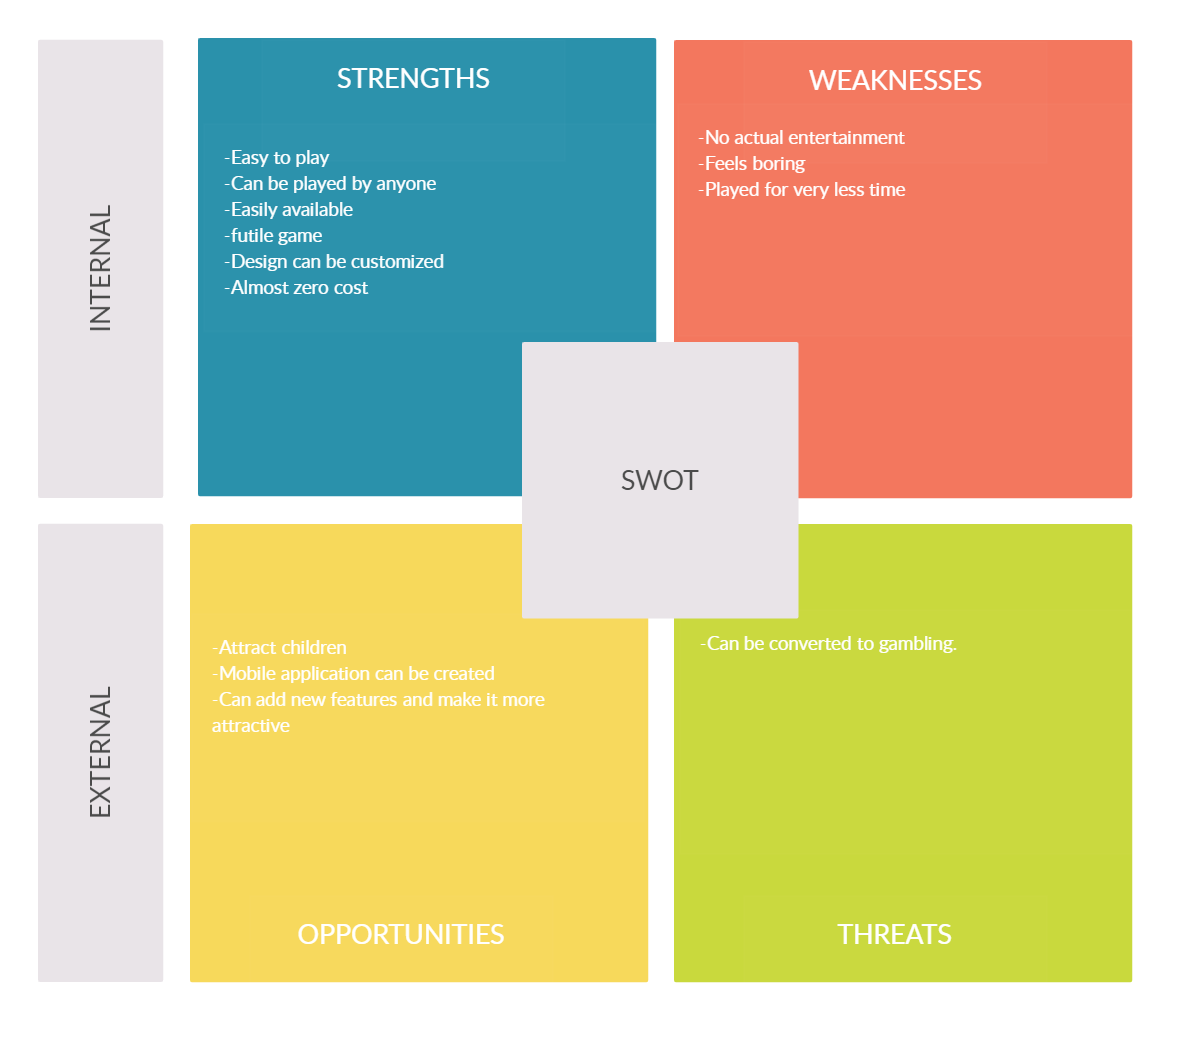 INTERNAL
STRENGTHS
-Easy to play
-Can be played by anyone
-Easily available
-futile game
-Design can be customized
-Almost zero cost
WEAKNESSES
-No actual entertainment
-Feels boring
-Played for very less time
SWOT
EXTERNAL
-Attract children
-Mobile application can be created
-Can add new features and make it more
attractive
OPPORTUNITIES
-Can be converted to gambling.
THREATS